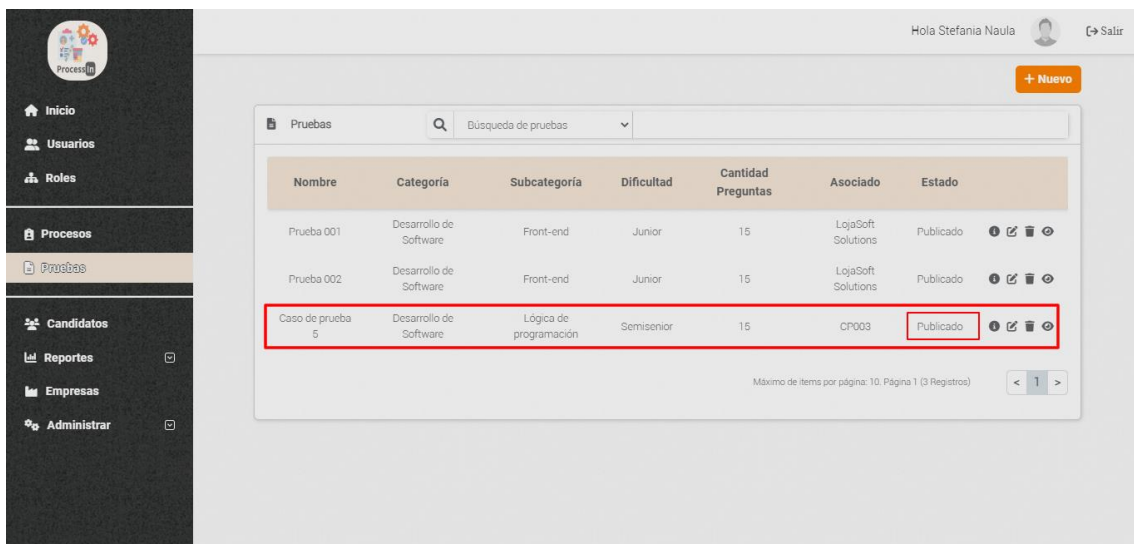 Process in
Hola Stefania Naula
Salir
+ Nuevo
Inicio
Usuarios
Roles
Procesos
Pruebas
Candidatos
Reportes
Empresas
Administrar
Pruebas
Búsqueda de pruebas
Nombre Categoría Subcategoría Dificultad Cantidad Preguntas Asociado Estado
Prueba 001 Desarrollo de Software Front-end Junior 15 LojaSoft Solutions Publicado
Prueba 002 Desarrollo de Software Front-end Junior 15 LojaSoft Solutions Publicado
Caso de prueba 5 Desarrollo de Software Lógica de programación Semisenior 15 CP003 Publicado
Máximo de items por página: 10. Página 1 (3 Registros)
< 1 >